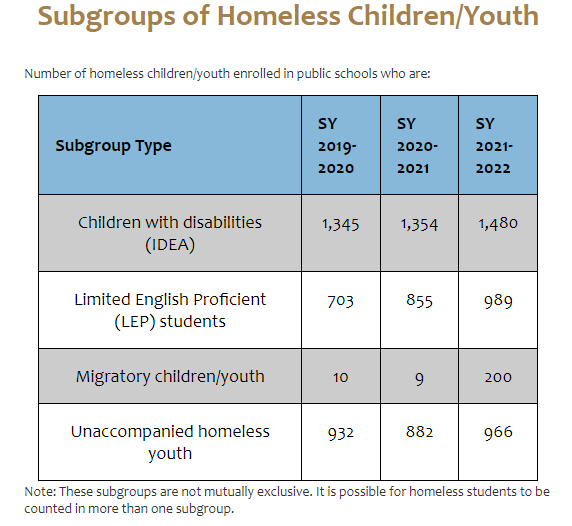 Subgroups of Homeless Children/Youth
Number of homeless children/youth enrolled in public schools who are:
Subgroup Type
SY
2019-
2020
SY
2020-
2021
SY
2021-
2022
Children with disabilities
(IDEA)
1,345
1,354
1,480
Limited English Proficient
(LEP) students
703
855
989
Migratory children/youth
10
9
200
Unaccompanied homeless
youth
932
882
966
Note: These subgroups are not mutually exclusive. It is possible for homeless students to be
counted in more than one subgroup.